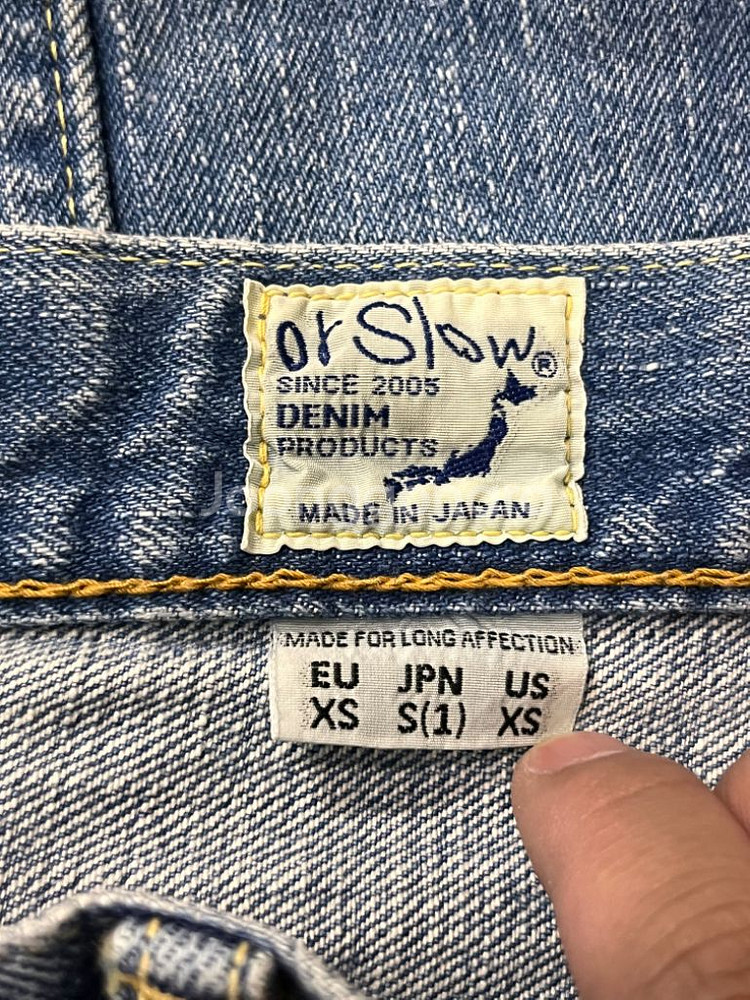 orSlow®
SINCE 2005
DENIM
PRODUCTS
MADE IN JAPAN
MADE FOR LONG AFFECTION
EU JPN US
XS S(1) XS